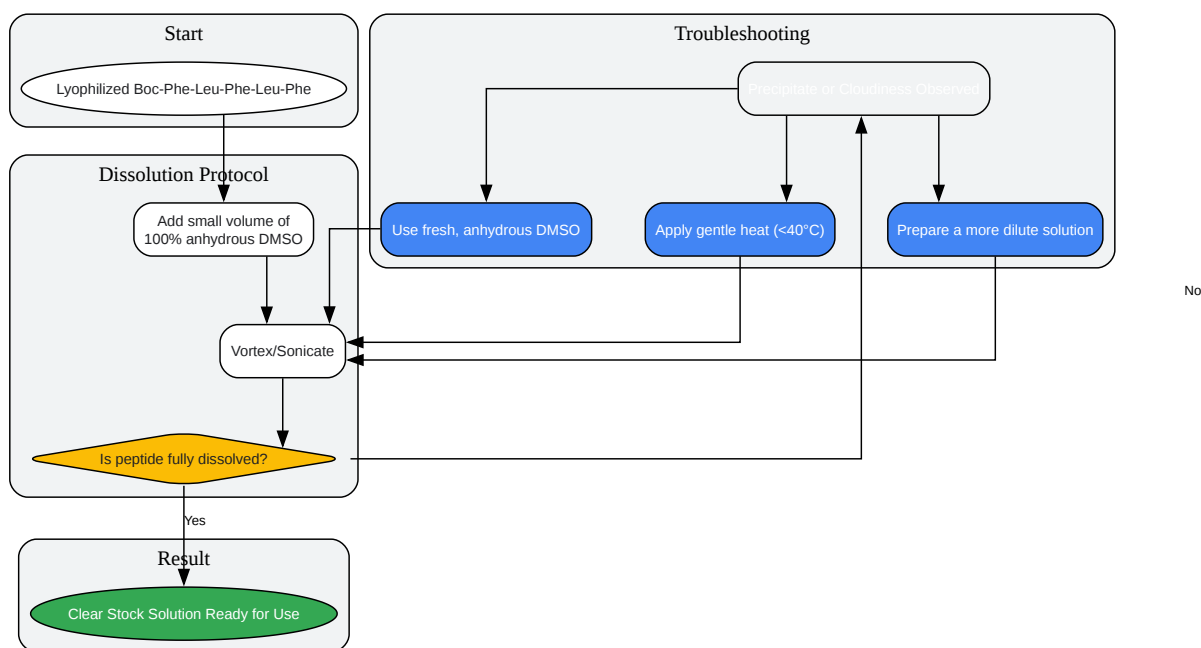 Start
Lyophilized Boc-Phe-Leu-Phe-Leu-Phe
Troubleshooting
Precipitate or Cloudiness Observed
Dissolution Protocol
Add small volume of
100% anhydrous DMSO
Use fresh, anhydrous DMSO
Apply gentle heat (<40°C)
Prepare a more dilute solution
No
Vortex/Sonicate
Is peptide fully dissolved?
Yes
Result
Clear Stock Solution Ready for Use